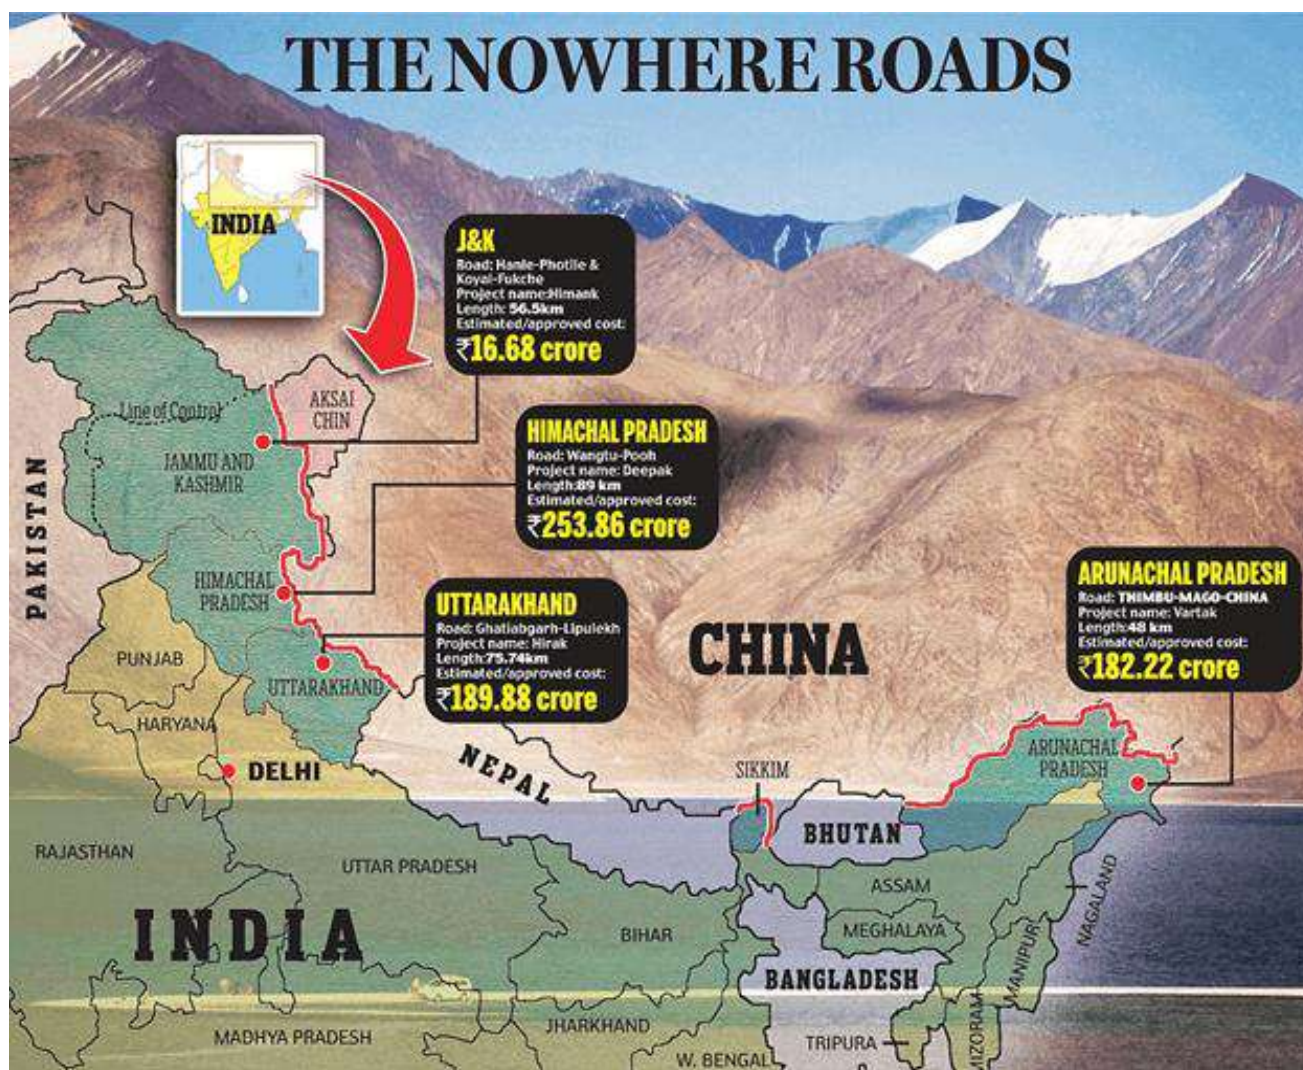 THE NOWHERE ROADS
INDIA
J&K
Road: Hanle-Photile &
Koyal-Fukche
Project name:Himank
Length: 56.5km
Estimated/approved cost:
₹16.68 crore
AKSAI
CHIN
Line of Control
JAMMU AND
KASHMIR
PAKISTAN
HIMACHAL PRADESH
Road: Wangtu-Pooh
Project name: Deepak
Length:89 km
Estimated/approved cost:
₹253.86 crore
HIMACHAL
PRADESH
UTTARAKHAND
Road: Ghatiabgarh-Lipulekh
Project name: Hirak
Length:75.74km
Estimated/approved cost:
₹189.88 crore
ARUNACHAL PRADESH
Road: THIMBU-MAGO-CHINA
Project name: Vartak
Length:48 km
Estimated/approved cost:
₹182.22 crore
CHINA
PUNJAB
UTTARAKHAND
HARYANA
DELHI
NEPAL
SIKKIM
ARUNACHAL
PRADESH
BHUTAN
RAJASTHAN
UTTAR PRADESH
ASSAM
NAGALAND
INDIA
BIHAR
MEGHALAYA
MANIPUR
BANGLADESH
MADHYA PRADESH
JHARKHAND
W. BENGAL
TRIPURA
MIZORAM